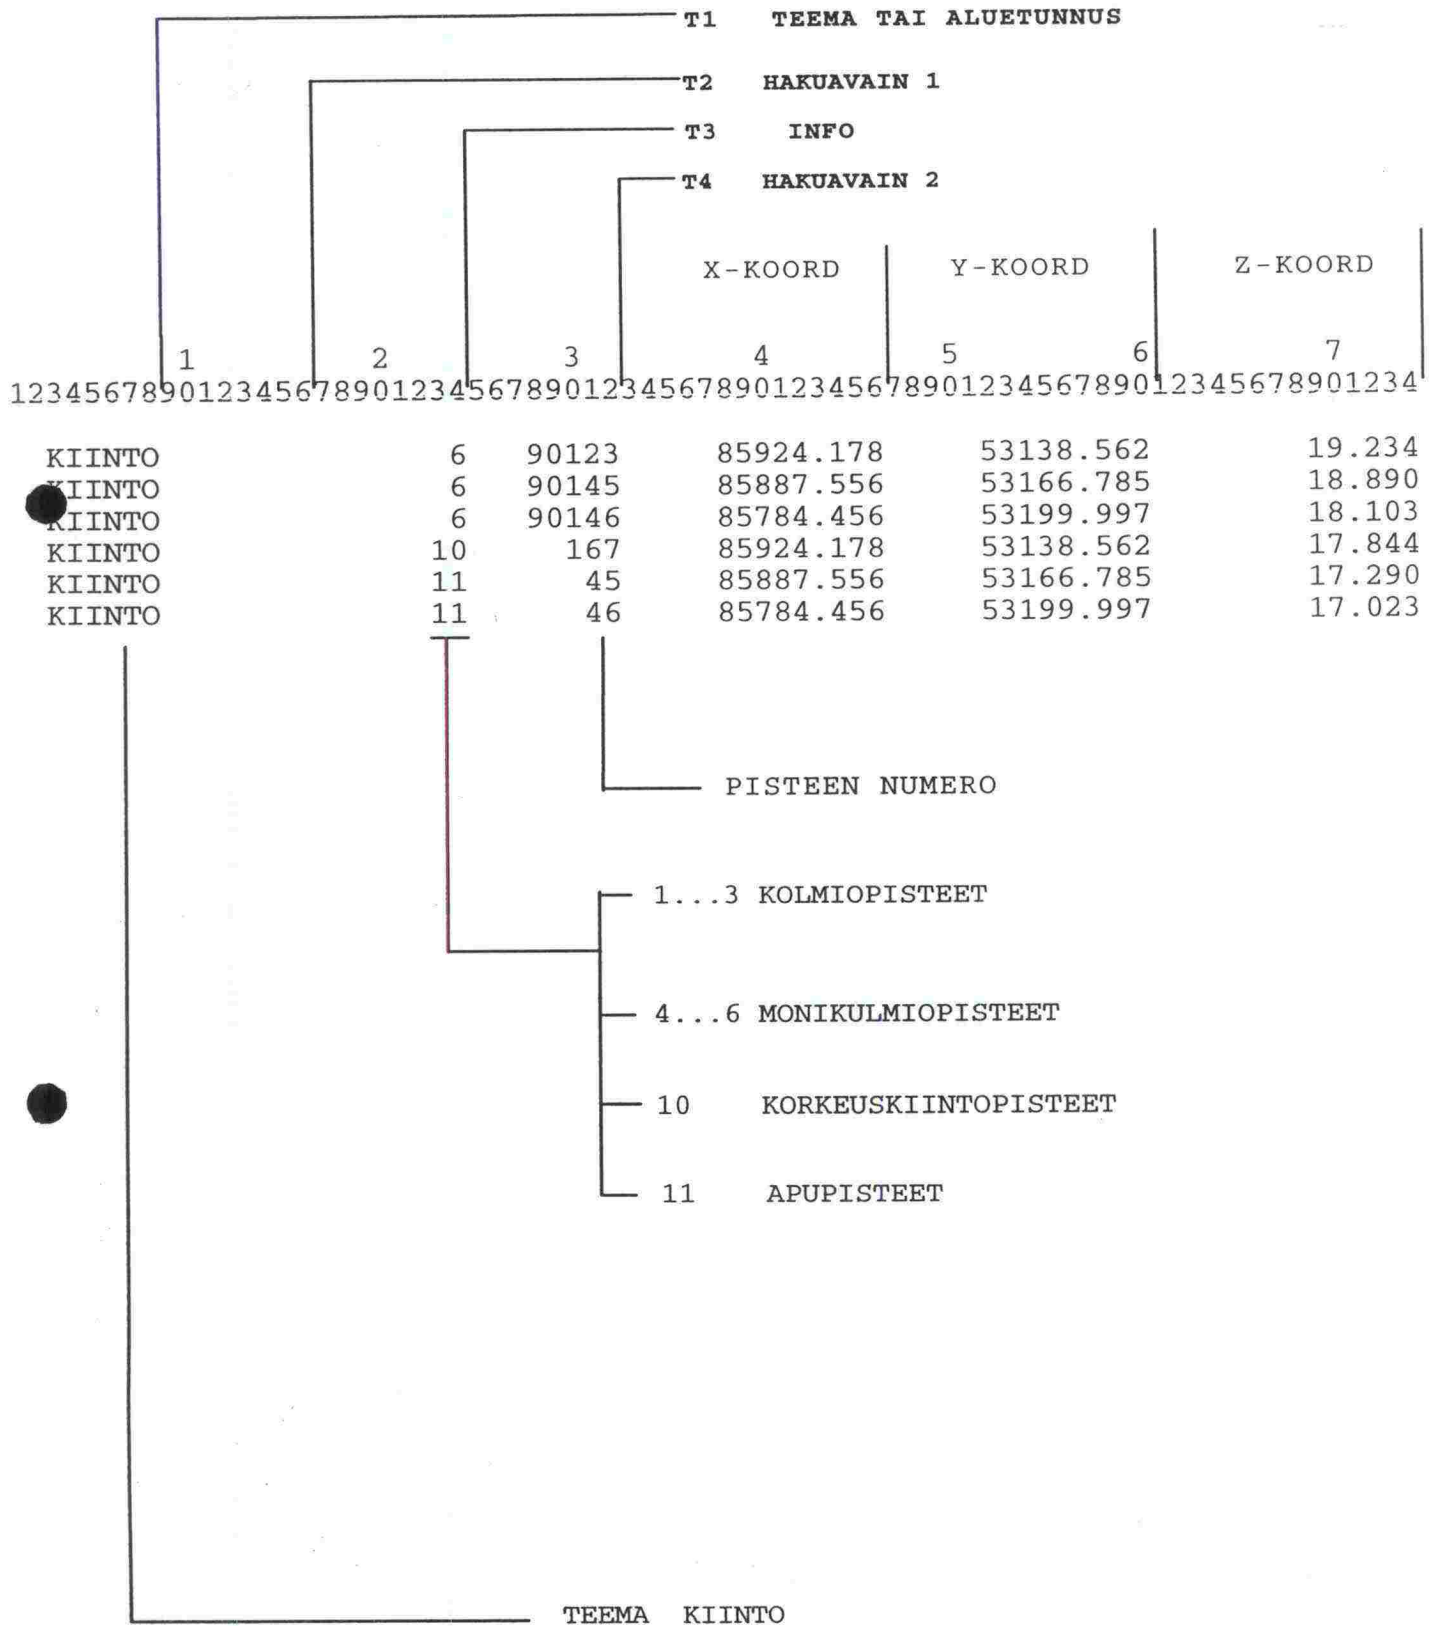 T1 TEEMA TAI ALUETUNNUS
T2 HAKUAVAIN 1
T3 INFO
T4 HAKUAVAIN 2
X-KOORD Y-KOORD Z-KOORD
1 2 3 4 5 6 7
12345678901234567890123456789012345678901234567890123456789012345678901234
KIINTO 6 90123 85924.178 53138.562 19.234
KIINTO 6 90145 85887.556 53166.785 18.890
KIINTO 6 90146 85784.456 53199.997 18.103
KIINTO 10 167 85924.178 53138.562 17.844
KIINTO 11 45 85887.556 53166.785 17.290
KIINTO 11 46 85784.456 53199.997 17.023
PISTEEN NUMERO
1...3 KOLMIOPISTEET
4...6 MONIKULMIOPISTEET
10 KORKEUSKIINTOPISTEET
11 APUPISTEET
TEEMA KIINTO